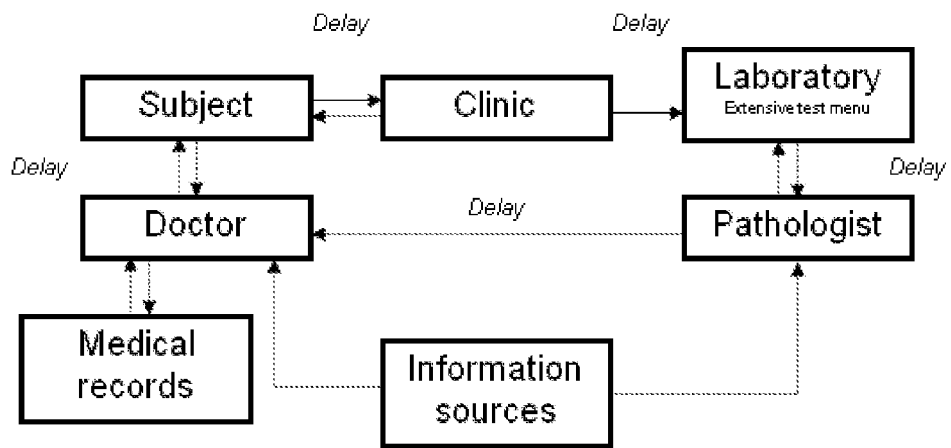 Delay
Delay
Subject
Clinic
Laboratory
Extensive test menu
Delay
Delay
Delay
Doctor
Pathologist
Medical
records
Information
sources